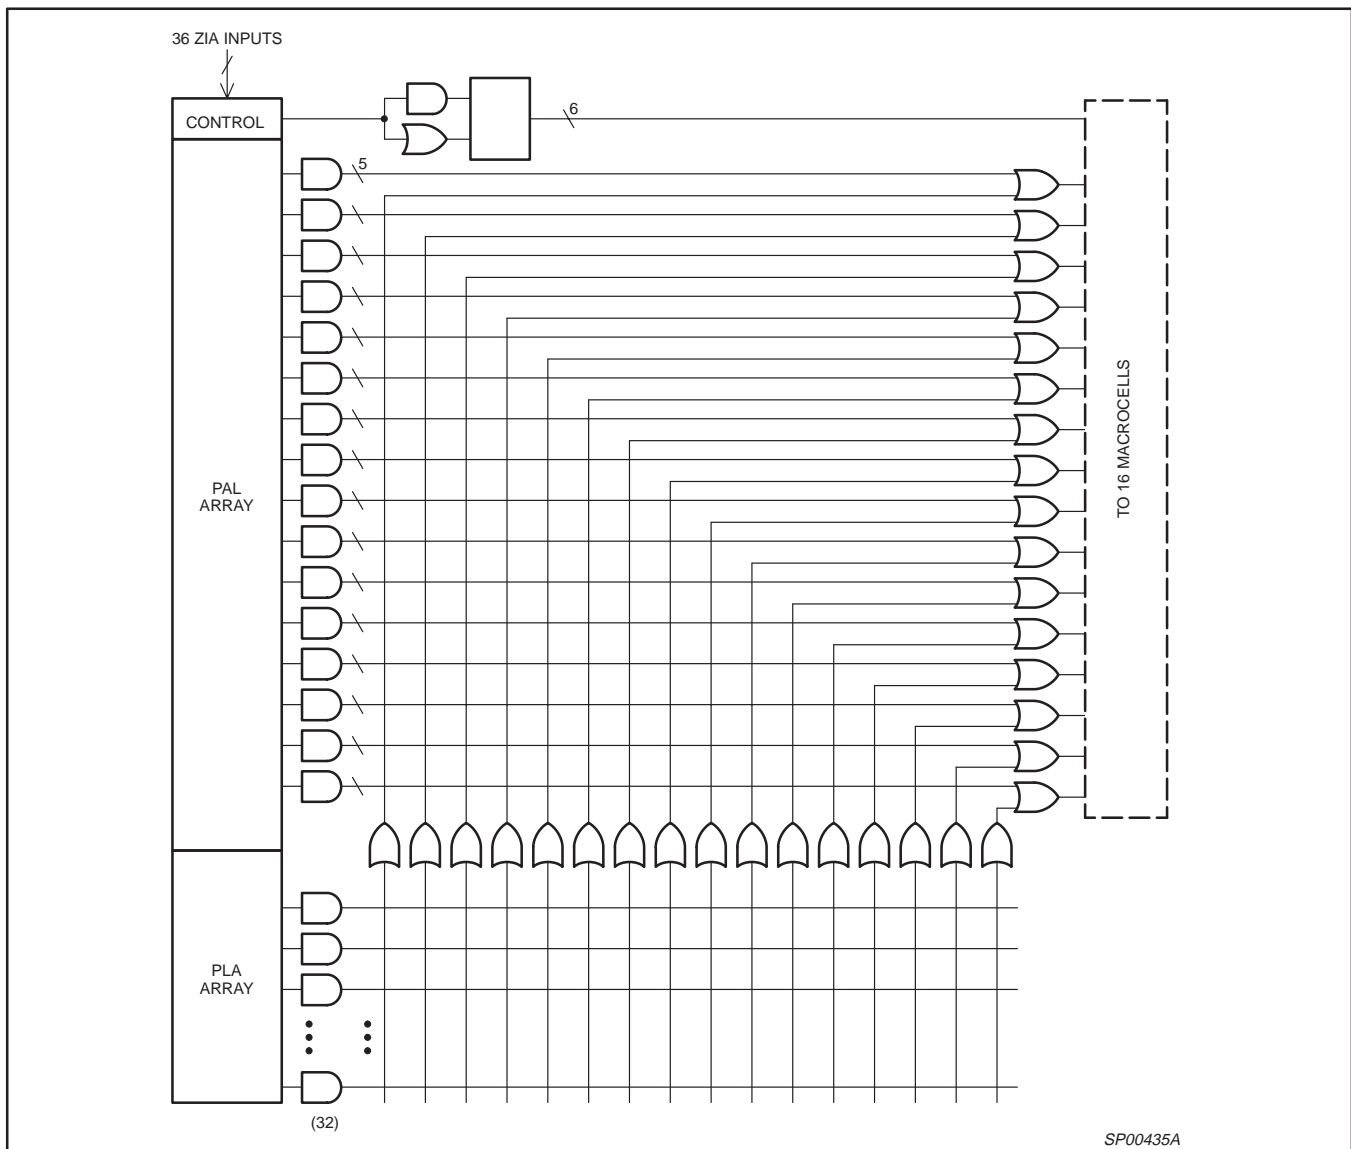 36 ZIA INPUTS
CONTROL
6
5
PAL
ARRAY
TO 16 MACROCELLS
PLA
ARRAY
(32)
SP00435A